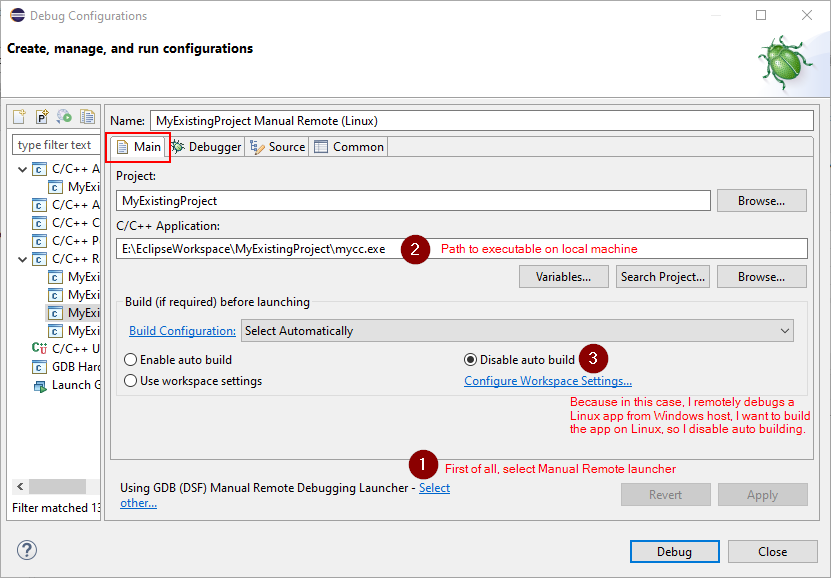 Debug Configurations
Create, manage, and run configurations
type filter text
C/C++ A
MyExis
C/C++ A
C/C++ C
C/C++ P
C/C++ R
MyExi
MyExi
MyExi
MyExi
C/C++ U
GDB Hard
Launch G
Filter matched 13
Name: MyExistingProject Manual Remote (Linux)
Main Debugger Source Common
Project:
MyExistingProject Browse...
C/C++ Application:
E:\EclipseWorkspace\MyExistingProject\mycc.exe 2 Path to executable on local machine
Variables... Search Project... Browse...
Build (if required) before launching
Build Configuration: Select Automatically
Enable auto build Disable auto build 3
Use workspace settings Configure Workspace Settings...
Because in this case, I remotely debugs a
Linux app from Windows host, I want to build
the app on Linux, so I disable auto building.
1 First of all, select Manual Remote launcher
Using GDB (DSF) Manual Remote Debugging Launcher - Select
other...
Revert Apply
? Debug Close